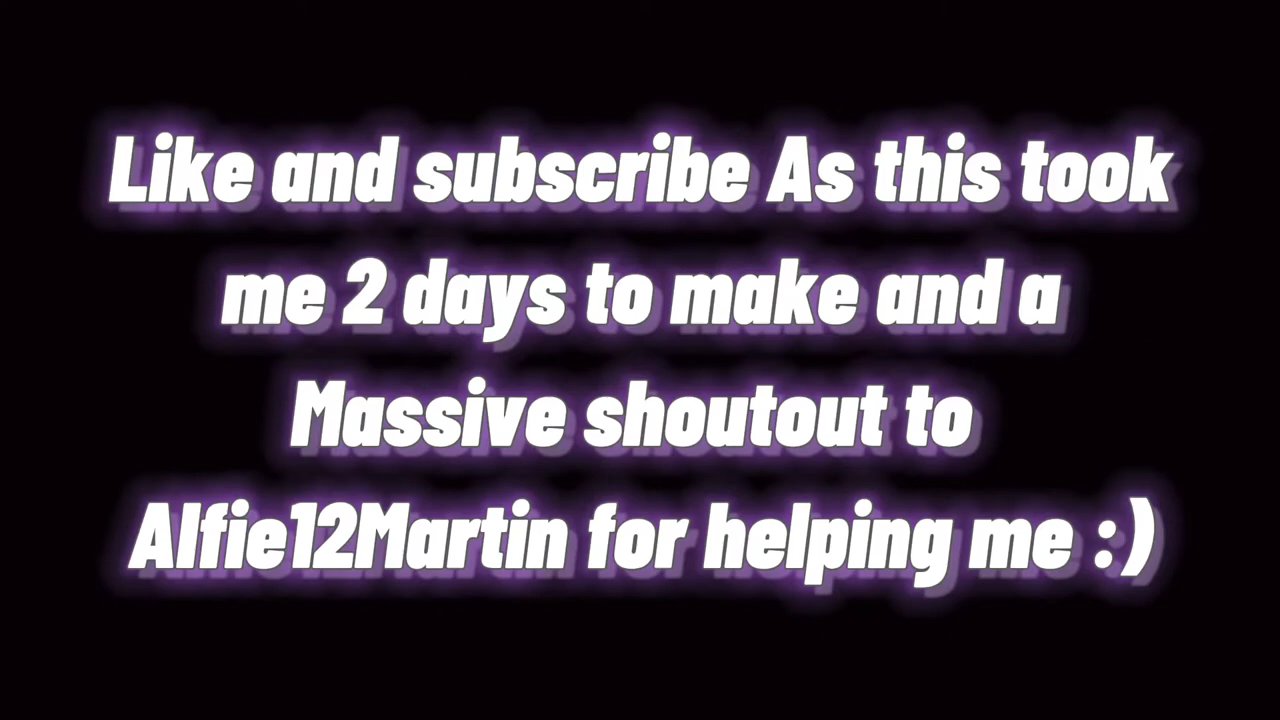 Like and subscribe As this took
me 2 days to make and a
Massive shoutout to
Alfie12Martin for helping me :)